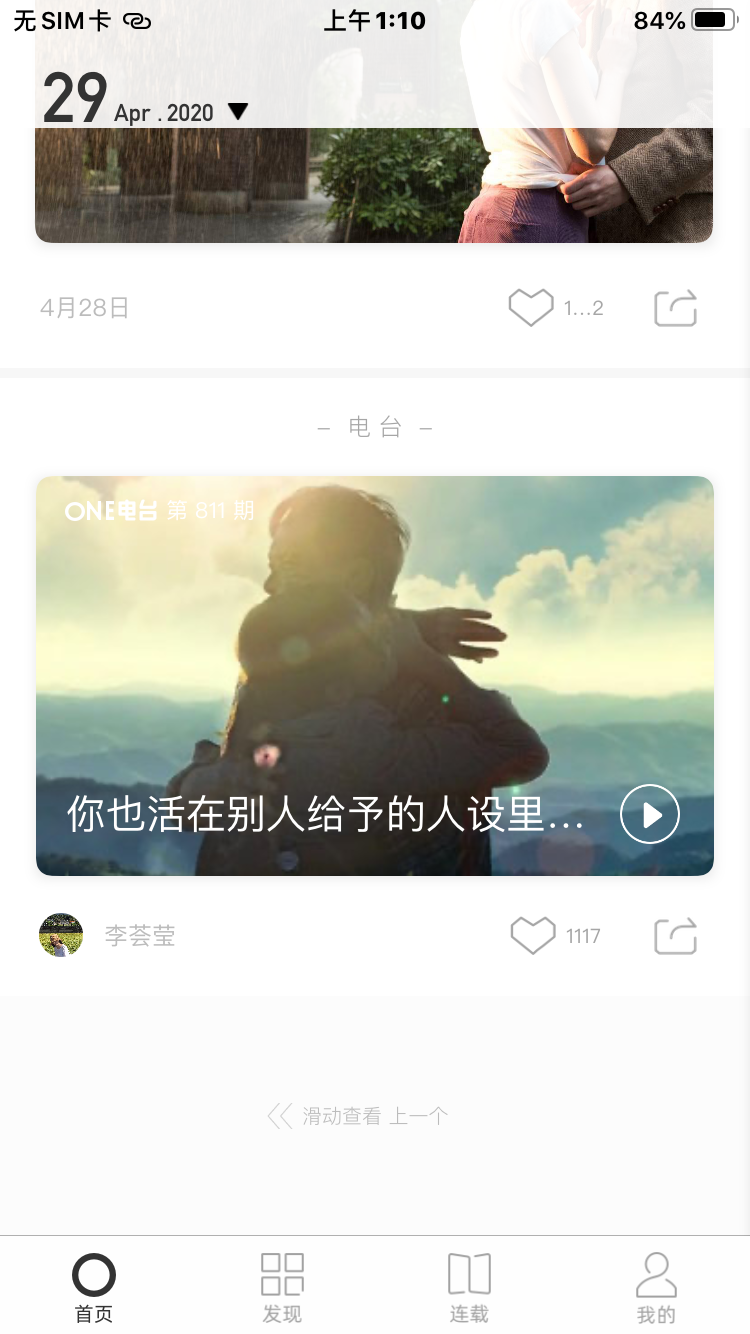 无SIM卡 上午1:10 84%
29 Apr . 2020
4月28日 1...2
– 电台 –
ONE电台 第 811 期
你也活在别人给予的人设里...
李荟莹 1117
滑动查看 上一个
首页 发现 连载 我的